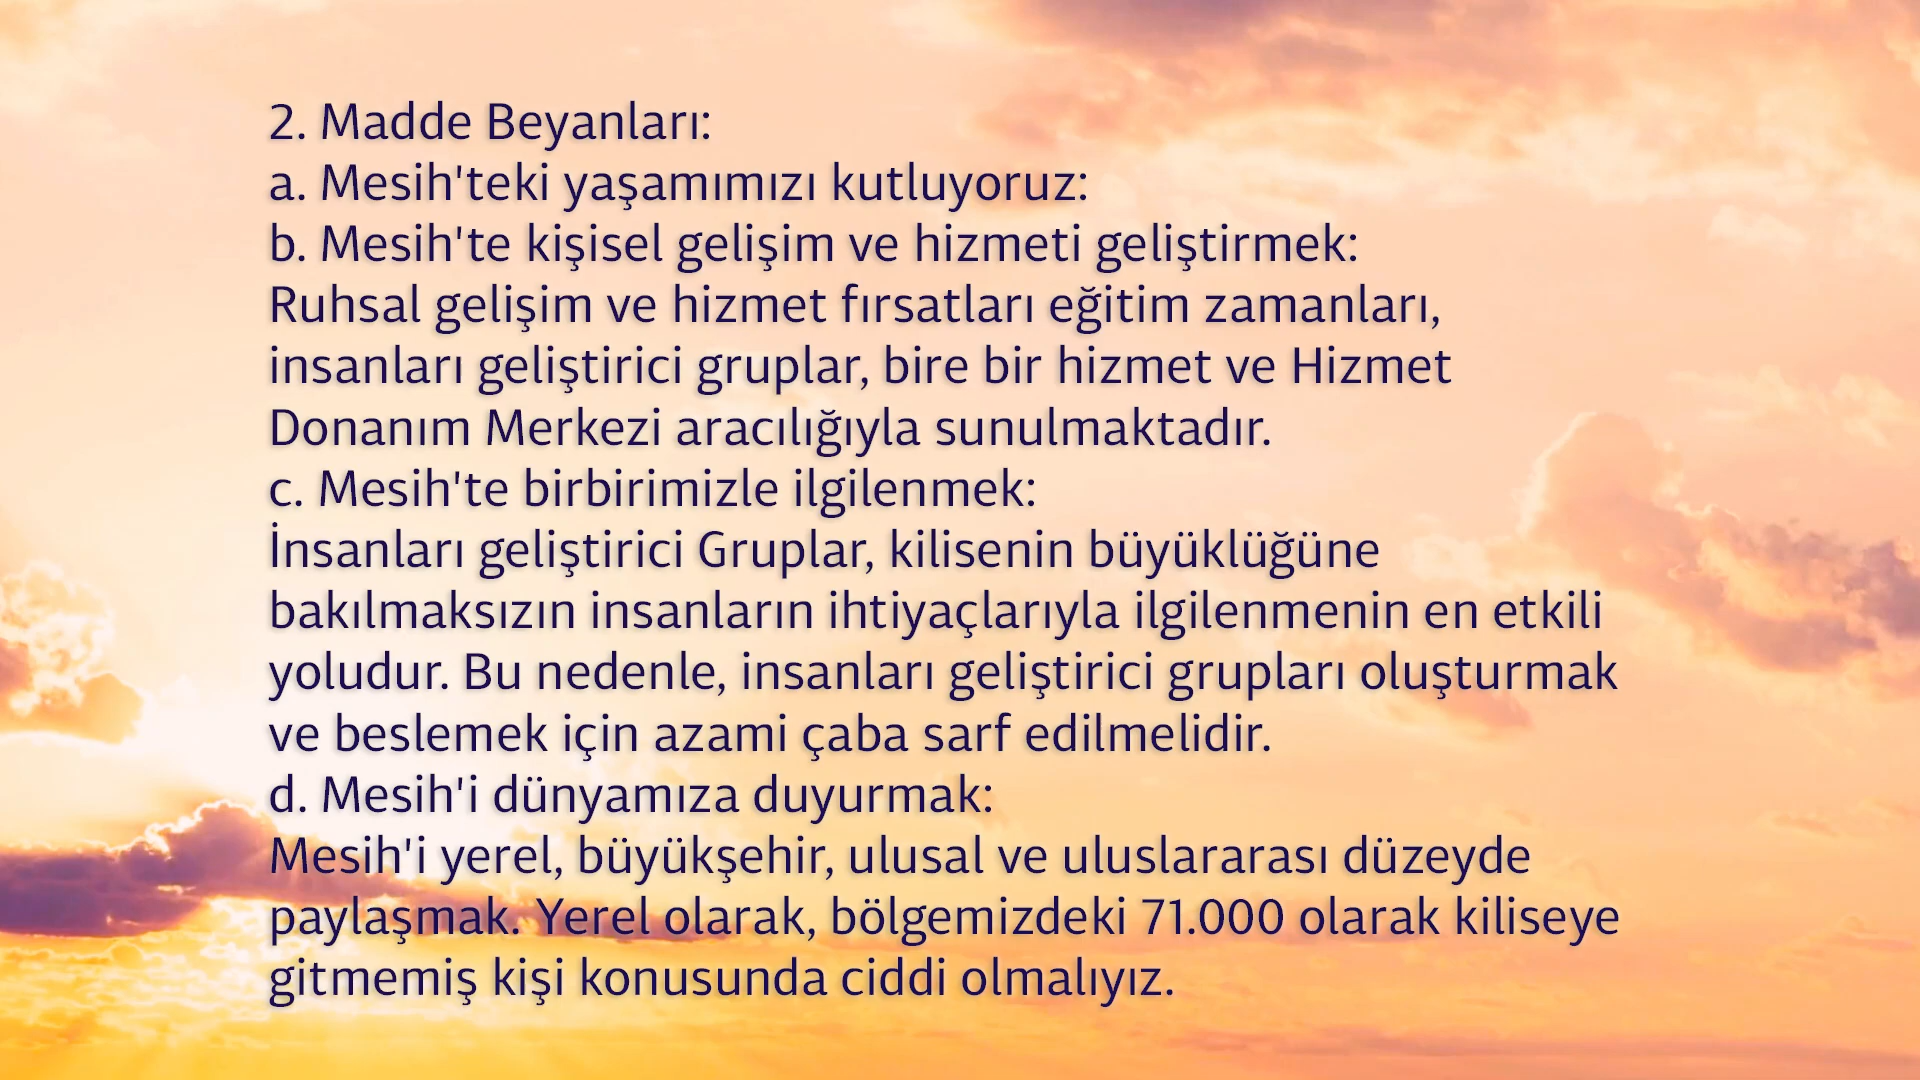 2. Madde Beyanları:
a. Mesih'teki yaşamımızı kutluyoruz:
b. Mesih'te kişisel gelişim ve hizmeti geliştirmek:
Ruhsal gelişim ve hizmet fırsatları eğitim zamanları,
insanları geliştirici gruplar, bire bir hizmet ve Hizmet
Donanım Merkezi aracılığıyla sunulmaktadır.
c. Mesih'te birbirimizle ilgilenmek:
İnsanları geliştirici Gruplar, kilisenin büyüklüğüne
bakılmaksızın insanların ihtiyaçlarıyla ilgilenmenin en etkili
yoludur. Bu nedenle, insanları geliştirici grupları oluşturmak
ve beslemek için azami çaba sarf edilmelidir.
d. Mesih'i dünyamıza duyurmak:
Mesih'i yerel, büyükşehir, ulusal ve uluslararası düzeyde
paylaşmak. Yerel olarak, bölgemizdeki 71.000 olarak kiliseye
gitmemiş kişi konusunda ciddi olmalıyız.